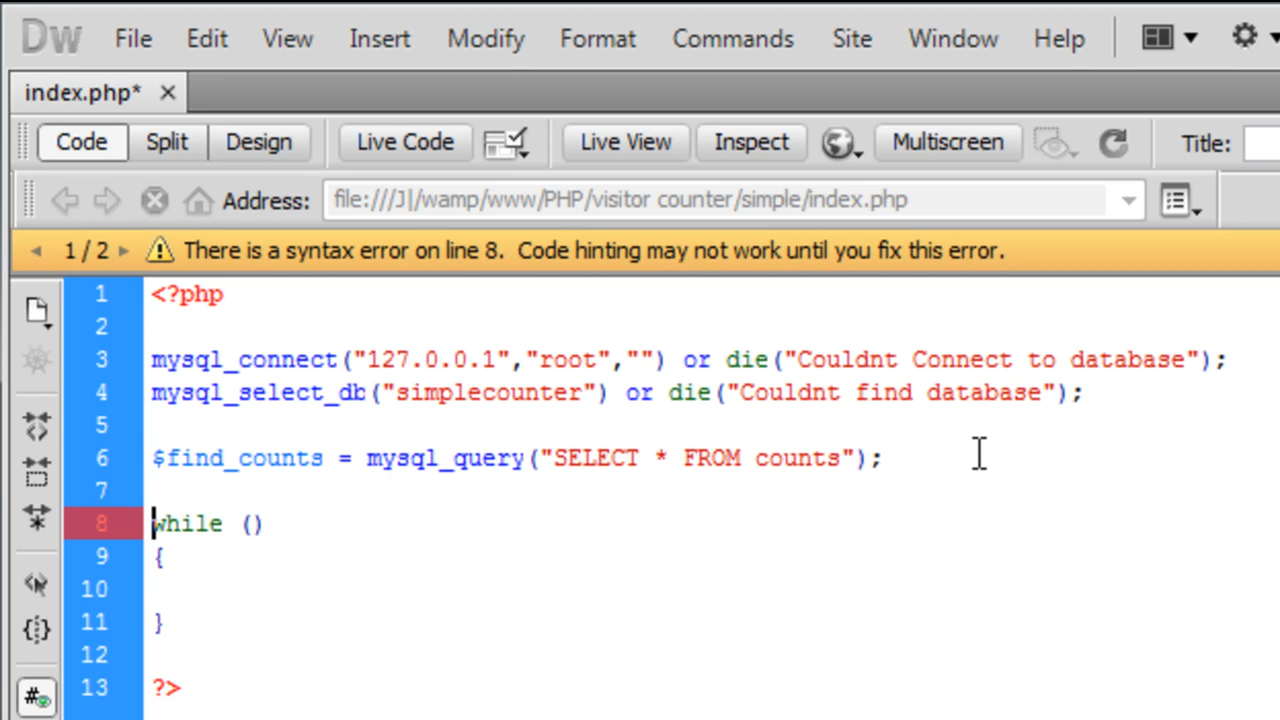 Dw File Edit View Insert Modify Format Commands Site Window Help
index.php*
Code Split Design Live Code Live View Inspect Multiscreen Title:
Address: file:///J|/wamp/www/PHP/visitor counter/simple/index.php
1 / 2 There is a syntax error on line 8. Code hinting may not work until you fix this error.
1 <?php
2
3 mysql_connect("127.0.0.1","root","") or die("Couldnt Connect to database");
4 mysql_select_db("simplecounter") or die("Couldnt find database");
5
6 $find_counts = mysql_query("SELECT * FROM counts");
7
8 while ()
9 {
10
11 }
12
13 ?>